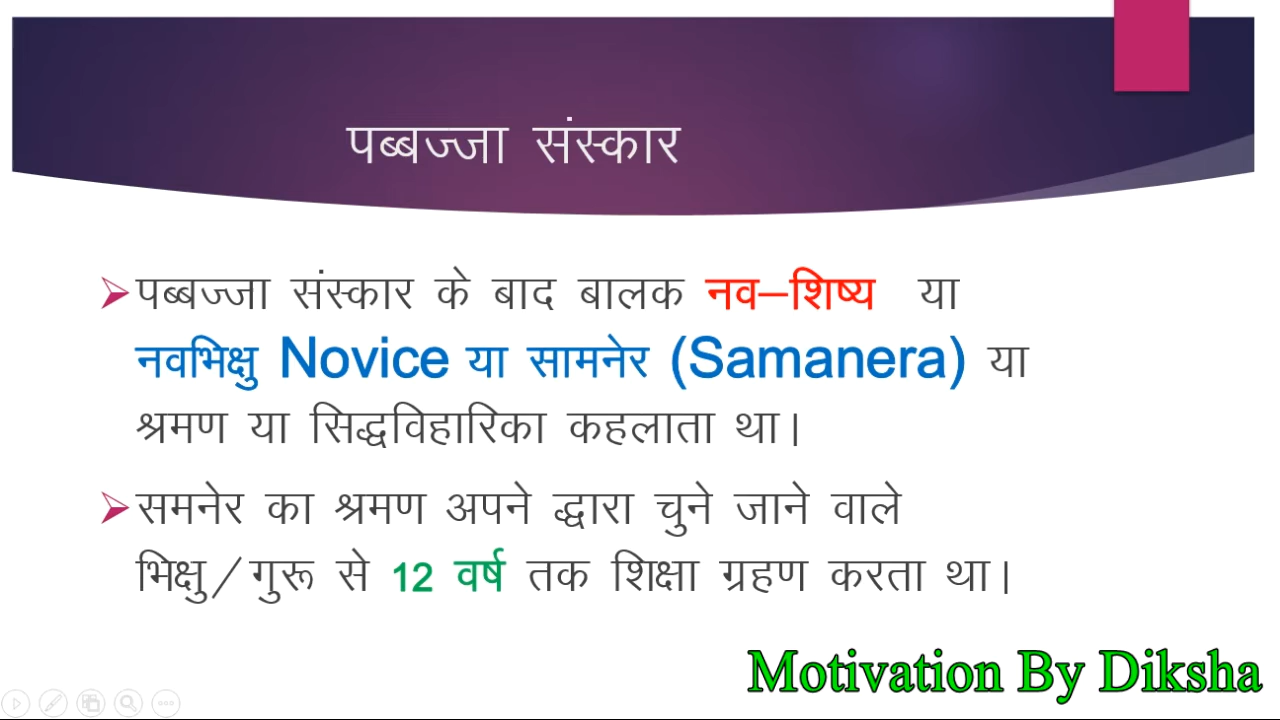 पब्बज्जा संस्कार
पब्बज्जा संस्कार के बाद बालक नव–शिष्य या
नवभिक्षु Novice या सामनेर (Samanera) या
श्रमण या सिद्धविहारिका कहलाता था।
समनेर का श्रमण अपने द्धारा चुने जाने वाले
भिक्षु/गुरू से 12 वर्ष तक शिक्षा ग्रहण करता था।
Motivation By Diksha